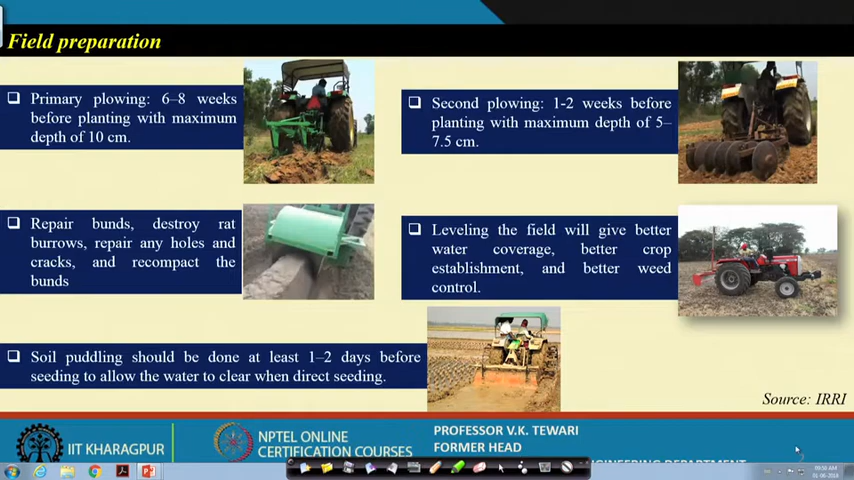 Field preparation
Primary plowing: 6–8 weeks
before planting with maximum
depth of 10 cm.
Second plowing: 1-2 weeks before
planting with maximum depth of 5–
7.5 cm.
Repair bunds, destroy rat
burrows, repair any holes and
cracks, and recompact the
bunds
Leveling the field will give better
water coverage, better crop
establishment, and better weed
control.
Soil puddling should be done at least 1–2 days before
seeding to allow the water to clear when direct seeding.
Source: IRRI
IIT KHARAGPUR
NPTEL ONLINE
CERTIFICATION COURSES
PROFESSOR V.K. TEWARI
FORMER HEAD